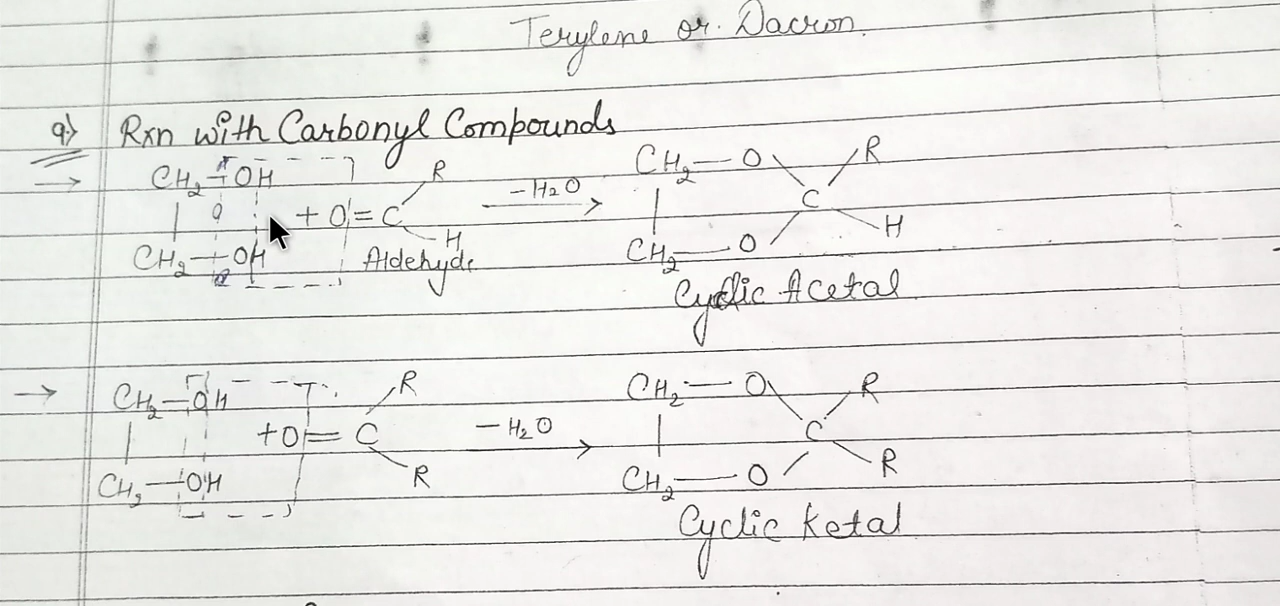 Terylene or. Dacron.
9.) Rxn with Carbonyl Compounds
→ CH2—OH R CH2—O R
| + O=C —H2O→ | C
CH2—OH H CH2—O H
Aldehyde
Cyclic Acetal
→ CH2—OH R CH2—O R
| +O=C —H2O→ | C
CH2—OH R CH2—O R
Cyclic Ketal